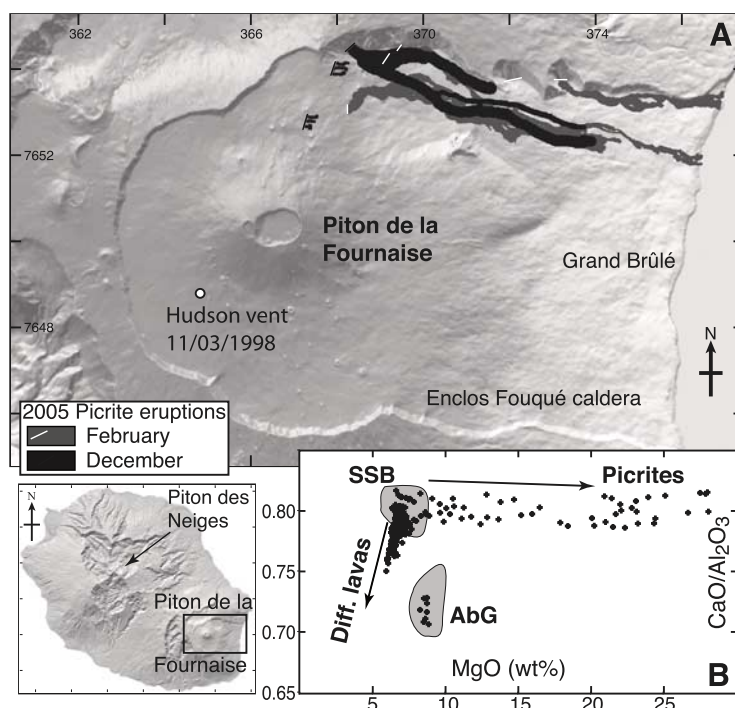 362
366
370
374
A
7652
Piton de la
Fournaise
Grand Brûlé
Hudson vent
11/03/1998
7648
N
Enclos Fouqué caldera
2005 Picrite eruptions
February
December
N
Piton des
Neiges
Piton de la
Fournaise
SSB
Picrites
0.80
0.75
0.70
0.65
Diff. lavas
AbG
CaO/Al2O3
MgO (wt%)
B
5
10
15
20
25